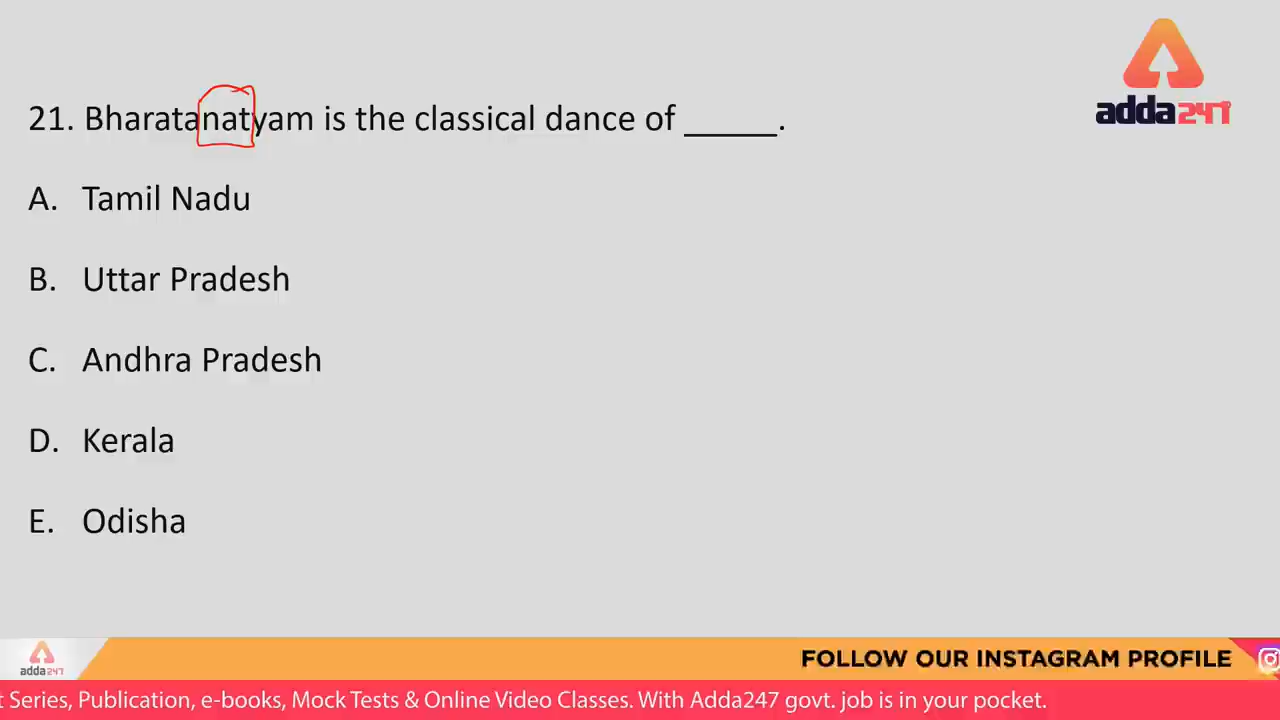 adda247
21. Bharatanatyam is the classical dance of _____.
A. Tamil Nadu
B. Uttar Pradesh
C. Andhra Pradesh
D. Kerala
E. Odisha
adda247
FOLLOW OUR INSTAGRAM PROFILE
t Series, Publication, e-books, Mock Tests & Online Video Classes. With Adda247 govt. job is in your pocket.